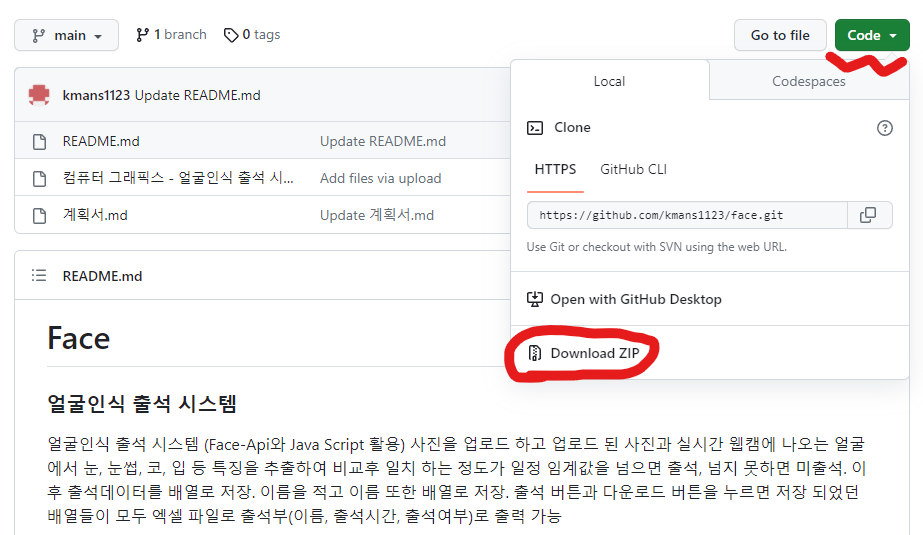 main
1 branch
0 tags
Go to file
Code
kmans1123 Update README.md
README.md Update README.md
컴퓨터 그래픽스 - 얼굴인식 출석 시... Add files via upload
계획서.md Update 계획서.md
Local
Codespaces
Clone
HTTPS
GitHub CLI
https://github.com/kmans1123/face.git
Use Git or checkout with SVN using the web URL.
Open with GitHub Desktop
Download ZIP
README.md
Face
얼굴인식 출석 시스템
얼굴인식 출석 시스템 (Face-Api와 Java Script 활용) 사진을 업로드 하고 업로드 된 사진과 실시간 웹캠에 나오는 얼굴
에서 눈, 눈썹, 코, 입 등 특징을 추출하여 비교후 일치 하는 정도가 일정 임계값을 넘으면 출석, 넘지 못하면 미출석. 이
후 출석데이터를 배열로 저장. 이름을 적고 이름 또한 배열로 저장. 출석 버튼과 다운로드 버튼을 누르면 저장 되었던
배열들이 모두 엑셀 파일로 출석부(이름, 출석시간, 출석여부)로 출력 가능